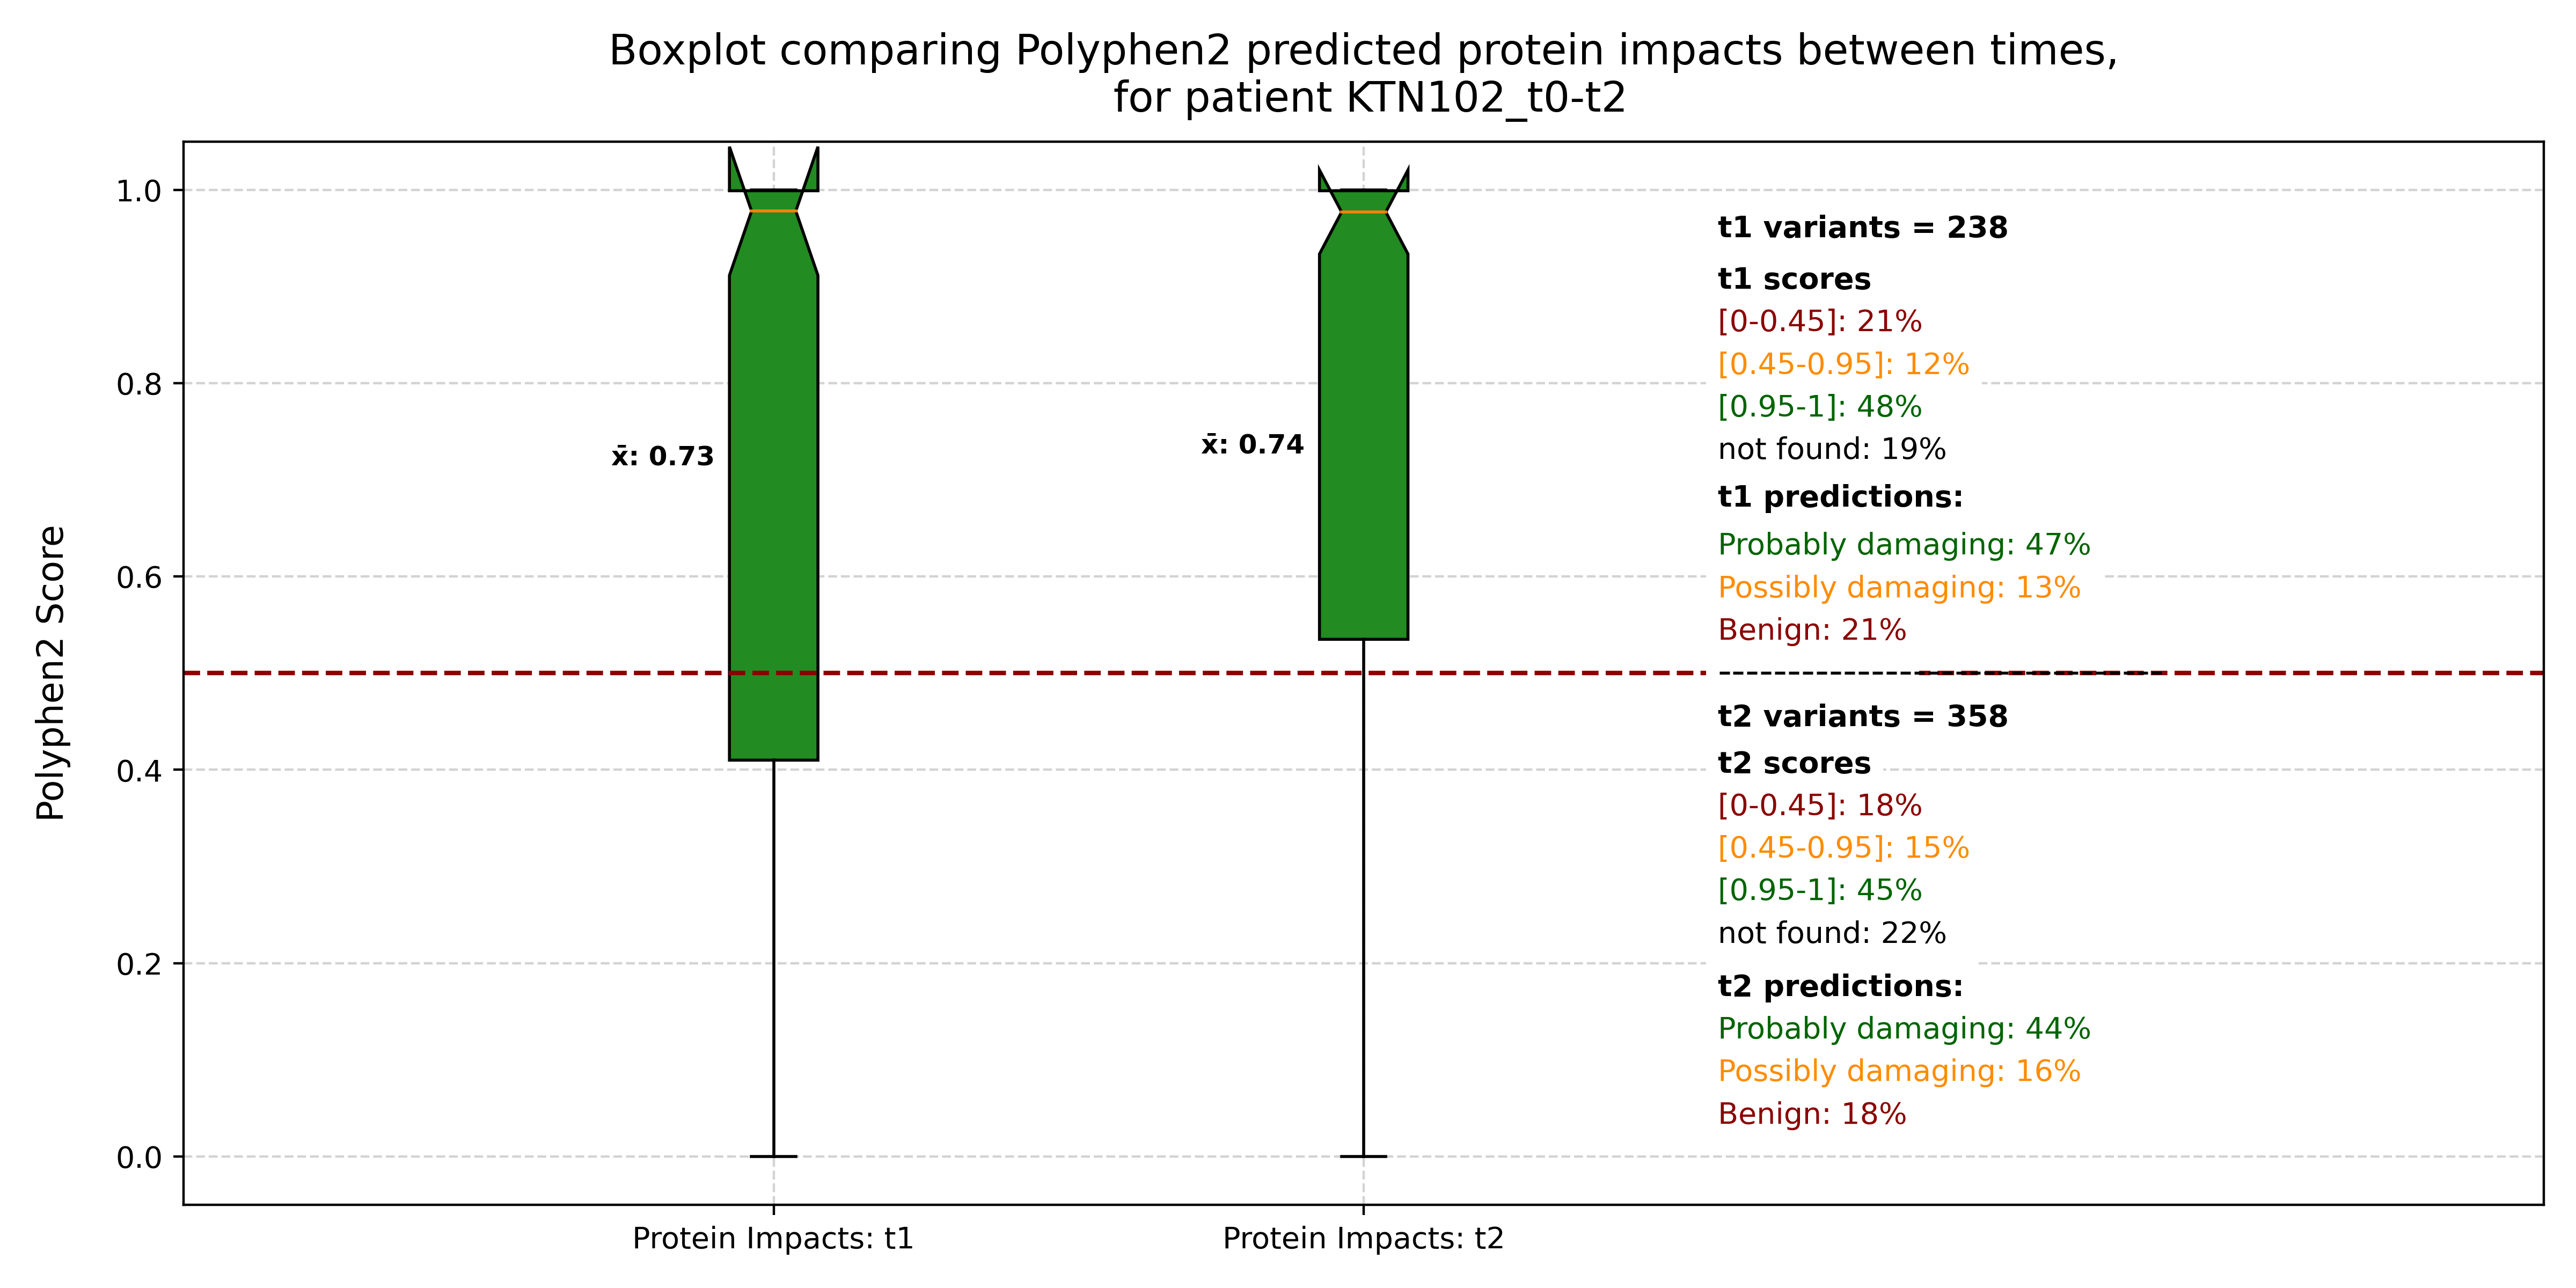 Boxplot comparing Polyphen2 predicted protein impacts between times,
for patient KTN102_t0-t2
Polyphen2 Score
1.0
0.8
0.6
0.4
0.2
0.0
x̄: 0.73
x̄: 0.74
t1 variants = 238
t1 scores
[0-0.45]: 21%
[0.45-0.95]: 12%
[0.95-1]: 48%
not found: 19%
t1 predictions:
Probably damaging: 47%
Possibly damaging: 13%
Benign: 21%
t2 variants = 358
t2 scores
[0-0.45]: 18%
[0.45-0.95]: 15%
[0.95-1]: 45%
not found: 22%
t2 predictions:
Probably damaging: 44%
Possibly damaging: 16%
Benign: 18%
Protein Impacts: t1
Protein Impacts: t2